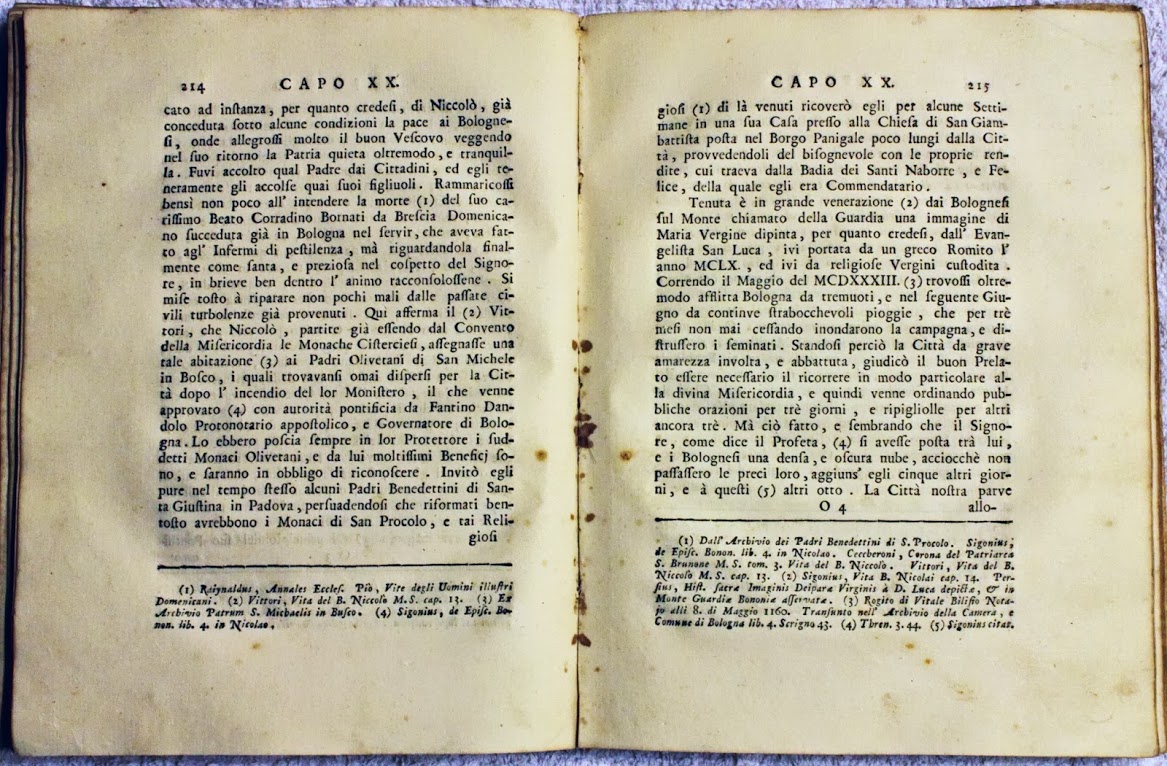 214 CAPO XX.
cato ad inſtanza, per quanto credeſi, di Niccolò, già
conceduta ſotto alcune condizioni la pace ai Bologne-
ſi, onde allegroſſi molto il buon Veſcovo veggendo
nel ſuo ritorno la Patria quieta oltremodo, e tranquil-
la. Fuvi accolto qual Padre dai Cittadini, ed egli te-
neramente gli accolſe quai ſuoi figliuoli. Rammaricoſſi
bensì non poco all' intendere la morte (1) del ſuo ca-
riſſimo Beato Corradino Bornati da Breſcia Domenica-
no ſucceduta già in Bologna nel ſervir, che aveva fat-
to agl' Infermi di peſtilenza, mà riguardandola final-
mente come ſanta, e prezioſa nel coſpetto del Signo-
re, in brieve ben dentro l' animo racconſoloſſene. Si
miſe toſto à riparare non pochi mali dalle paſſate ci-
vili turbolenze già provenuti. Qui afferma il (2) Vit-
tori, che Niccolò, partite già eſſendo dal Convento
della Miſericordia le Monache Ciſtercieſi, aſſegnaſſe una
tale abitazione (3) ai Padri Olivetani di San Michele
in Boſco, i quali trovavanſi omai diſperſi per la Cit-
tà dopo l' incendio del lor Moniſtero, il che venne
approvato (4) con autorità pontificia da Fantino Dan-
dolo Protonotario appoſtolico, e Governatore di Bolo-
gna. Lo ebbero poſcia ſempre in lor Protettore i ſud-
detti Monaci Olivetani, e da lui moltiſſimi Beneficj ſo-
no, e ſaranno in obbligo di riconoſcere. Invitò egli
pure nel tempo ſteſſo alcuni Padri Benedettini di San-
ta Giuſtina in Padova, perſuadendoſi che riformati ben-
toſto avrebbono i Monaci di San Procolo, e tai Reli-
gioſi
(1) Raynaldus, Annales Eccleſ. Piò, Vite degli Uomini illuſtri
Domenicani. (2) Vittori, Vita del B. Niccolò M. S. cap. 13. (3) Ex
Archivio Patrum S. Michaelis in Buſco. (4) Sigonius, de Epiſc. Bo-
non. lib. 4. in Nicolao.
CAPO XX. 215
gioſi (1) di là venuti ricoverò egli per alcune Setti-
mane in una ſua Caſa preſſo alla Chieſa di San Giam-
battiſta poſta nel Borgo Panigale poco lungi dalla Cit-
tà, provvedendoli del biſognevole con le proprie ren-
dite, cui traeva dalla Badia dei Santi Naborre, e Fe-
lice, della quale egli era Commendatario.
Tenuta è in grande venerazione (2) dai Bologneſi
ſul Monte chiamato della Guardia una immagine di
Maria Vergine dipinta, per quanto credeſi, dall' Evan-
geliſta San Luca, ivi portata da un greco Romito l'
anno MCLX., ed ivi da religioſe Vergini cuſtodita.
Correndo il Maggio del MCDXXXIII. (3) trovoſſi oltre-
modo afflitta Bologna da tremuoti, e nel ſeguente Giu-
gno da continve ſtrabocchevoli pioggie, che per trè
meſi non mai ceſſando inondarono la campagna, e di-
ſtruſſero i ſeminati. Standoſi perciò la Città da grave
amarezza involta, e abbattuta, giudicò il buon Prela-
to eſſere neceſſario il ricorrere in modo particolare al-
la divina Miſericordia, e quindi venne ordinando pub-
bliche orazioni per trè giorni, e ripigliolle per altri
ancora trè. Mà ciò fatto, e ſembrando che il Signo-
re, come dice il Profeta, (4) ſi aveſſe poſta trà lui,
e i Bologneſi una denſa, e oſcura nube, acciocchè non
paſſaſſero le preci loro, aggiunſ' egli cinque altri gior-
ni, e à queſti (5) altri otto. La Città noſtra parve
O 4 allo-
(1) Dall' Archivio dei Padri Benedettini di S. Procolo. Sigonius,
de Epiſc. Bonon. lib. 4. in Nicolao. Ceccheroni, Corona del Patriarca
S. Brunone M. S. tom. 3. Vita del B. Niccolò. Vittori, Vita del B.
Niccolò M. S. cap. 13. (2) Sigonius, Vita B. Nicolai cap. 14. Per-
ſius, Hiſt. ſacræ Imaginis Deiparæ Virginis à D. Luca depictæ, & in
Monte Guardiæ Bononiæ aſſervatæ. (3) Rogito di Vitale Biliſio Nota-
jo alli 8. di Maggio 1160. Tranſunto nell' Archivio della Camera, e
Comune di Bologna lib. 4. Scrigno 43. (4) Thren. 3. 44. (5) Sigonius citat.